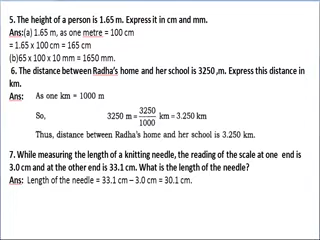 5. The height of a person is 1.65 m. Express it in cm and mm.
Ans:(a) 1.65 m, as one metre = 100 cm
= 1.65 x 100 cm = 165 cm
(b)65 x 100 x 10 mm = 1650 mm.
6. The distance between Radha's home and her school is 3250 ,m. Express this distance in
km.
Ans: As one km = 1000 m
So, 3250 m = 3250/1000 km = 3.250 km
Thus, distance between Radha's home and her school is 3.250 km.
7. While measuring the length of a knitting needle, the reading of the scale at one end is
3.0 cm and at the other end is 33.1 cm. What is the length of the needle?
Ans: Length of the needle = 33.1 cm – 3.0 cm = 30.1 cm.